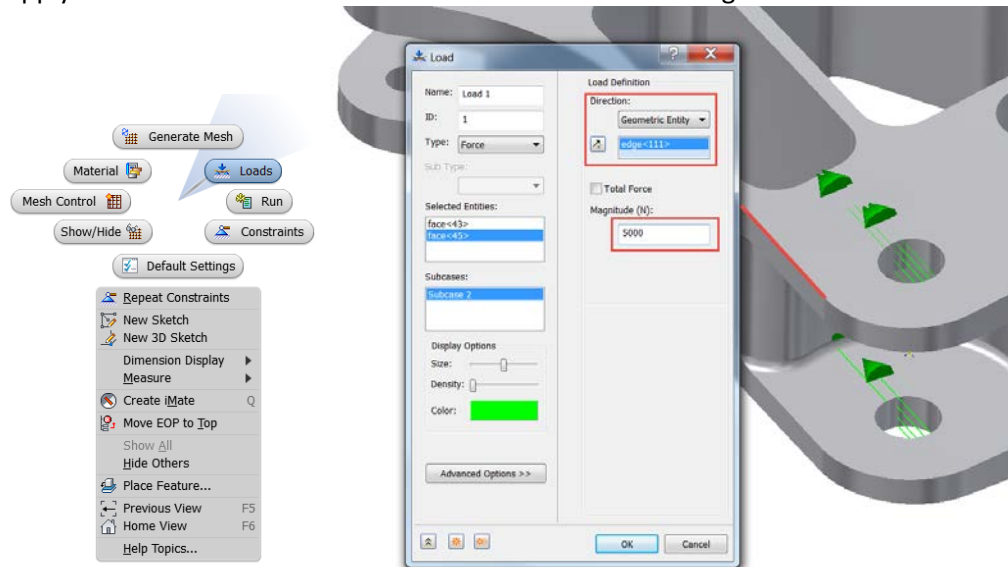 Generate Mesh
Material
Loads
Mesh Control
Run
Show/Hide
Constraints
Default Settings
Repeat Constraints
New Sketch
New 3D Sketch
Dimension Display
Measure
Create iMate Q
Move EOP to Top
Show All
Hide Others
Place Feature...
Previous View F5
Home View F6
Help Topics...
Load
Name: Load 1
ID: 1
Type: Force
Sub Type:
Selected Entities:
face<43>
face<45>
Subcases:
Subcase 2
Display Options
Size:
Density:
Color:
Advanced Options >>
Load Definition
Direction:
Geometric Entity
edge<111>
Total Force
Magnitude (N):
5000
OK Cancel